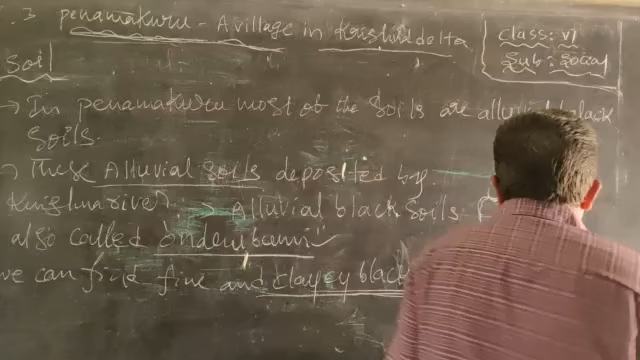 3 penamakuru - A village in Krishna delta
class: vi
Sub: Social
Soil
→ In penamakuru most of the Soils are alluvial black
Soils.
→ These Alluvial Soils deposited by
Krishna river → Alluvial black Soils
also called
we can find fine and clayey black